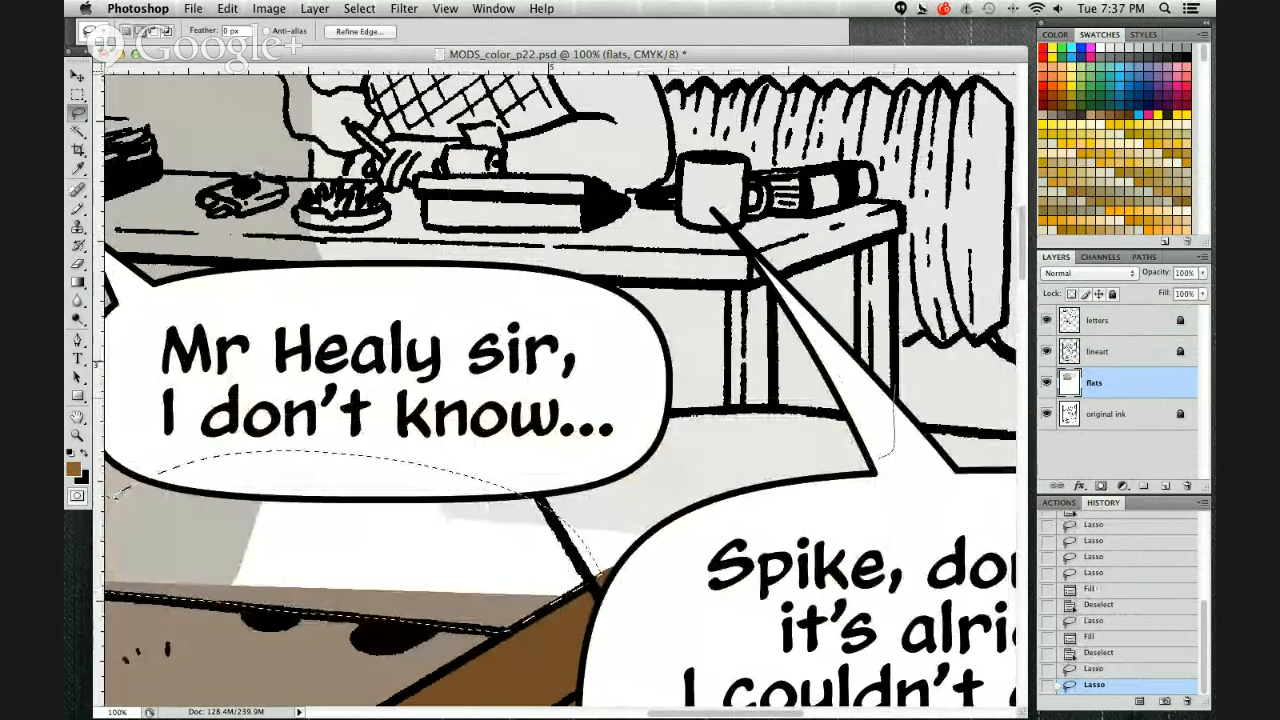 Photoshop File Edit Image Layer Select Filter View Window Help
Tue 7:37 PM
Feather: 0 px Anti-alias Refine Edge...
Google+
MODS_color_p22.psd @ 100% (flats, CMYK/8) *
COLOR SWATCHES STYLES
LAYERS CHANNELS PATHS
Normal Opacity: 100%
Lock: Fill: 100%
letters
lineart
flats
original ink
ACTIONS HISTORY
Lasso
Lasso
Lasso
Lasso
Fill
Deselect
Lasso
Fill
Deselect
Lasso
Lasso
Mr Healy sir,
I don't know...
Spike, do
it's alri
I couldn't
100% Doc: 128.4M/239.9M